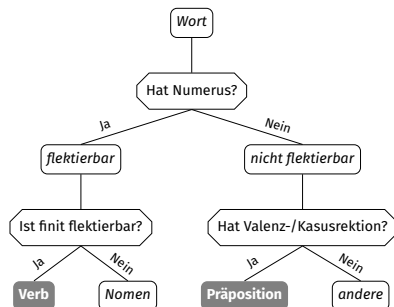 Wort
Hat Numerus?
Ja
Nein
flektierbar
nicht flektierbar
Ist finit flektierbar?
Hat Valenz-/Kasusrektion?
Ja
Nein
Ja
Nein
Verb
Nomen
Präposition
andere